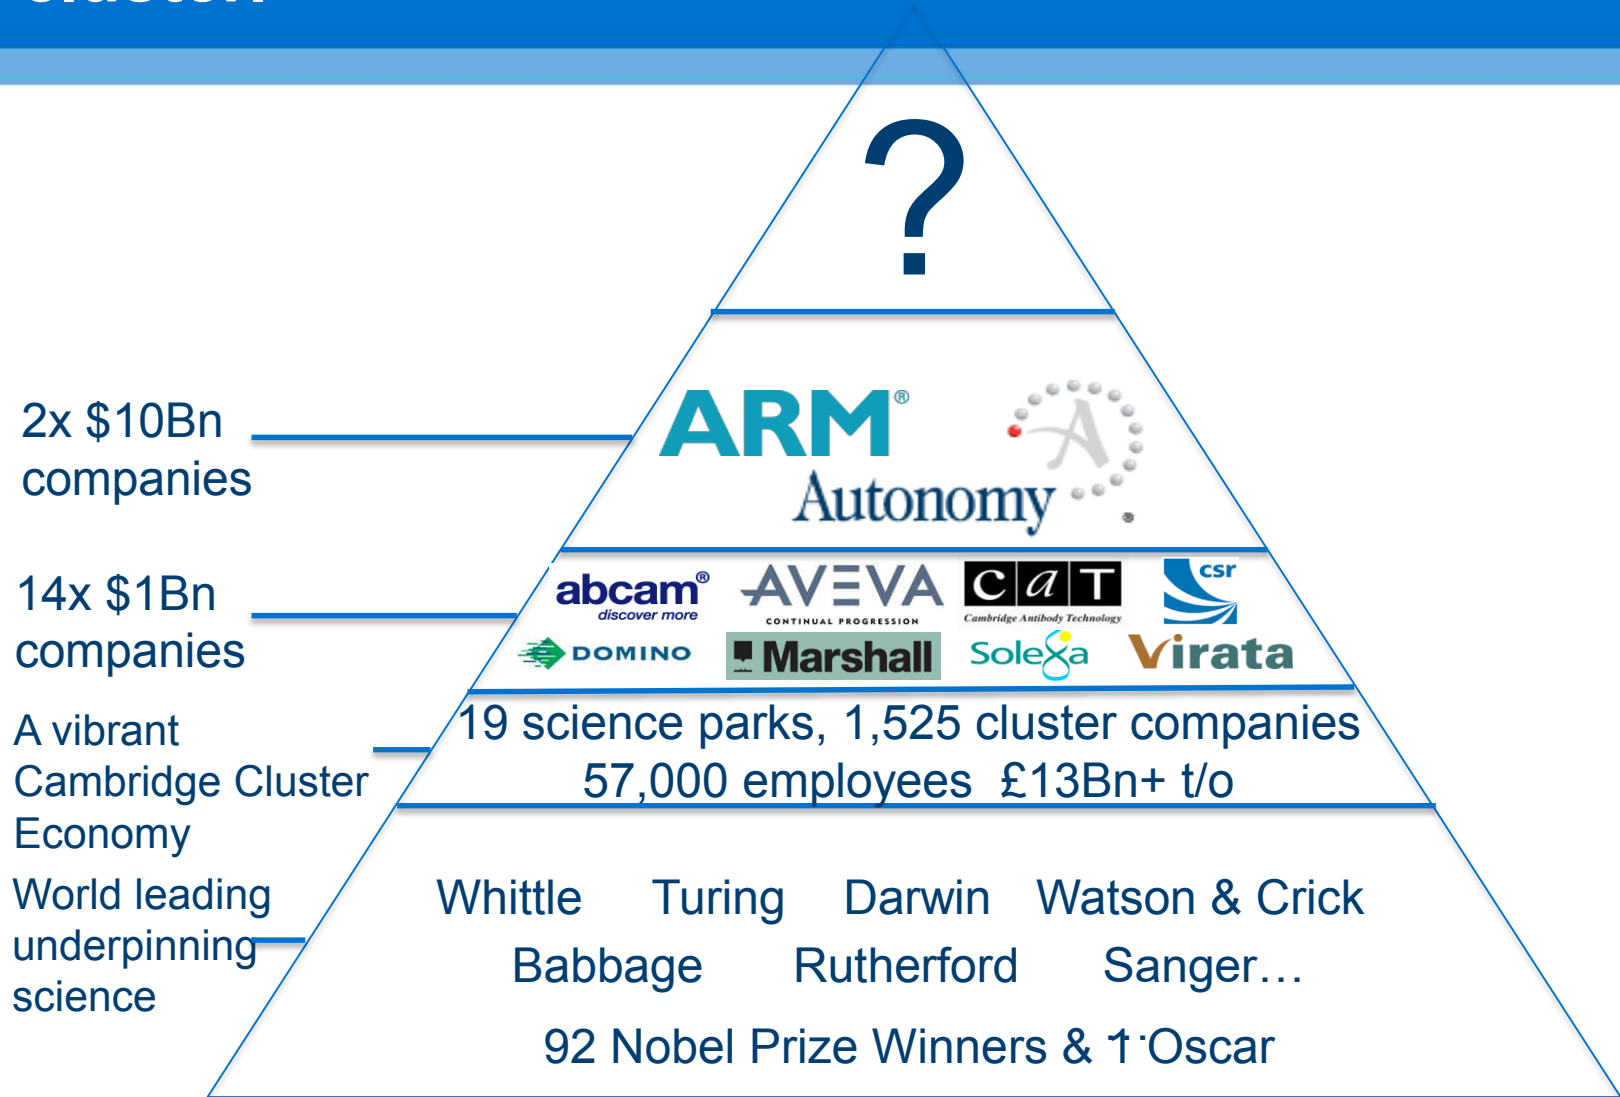 ?
2x $10Bn
companies
ARM®
Autonomy
14x $1Bn
companies
abcam®
discover more
AVEVA
CONTINUAL PROGRESSION
CaT
Cambridge Antibody Technology
csr
DOMINO
Marshall
Solexa
Virata
A vibrant
Cambridge Cluster
Economy
19 science parks, 1,525 cluster companies
57,000 employees £13Bn+ t/o
World leading
underpinning
science
Whittle Turing Darwin Watson & Crick
Babbage Rutherford Sanger…
92 Nobel Prize Winners & 1 Oscar